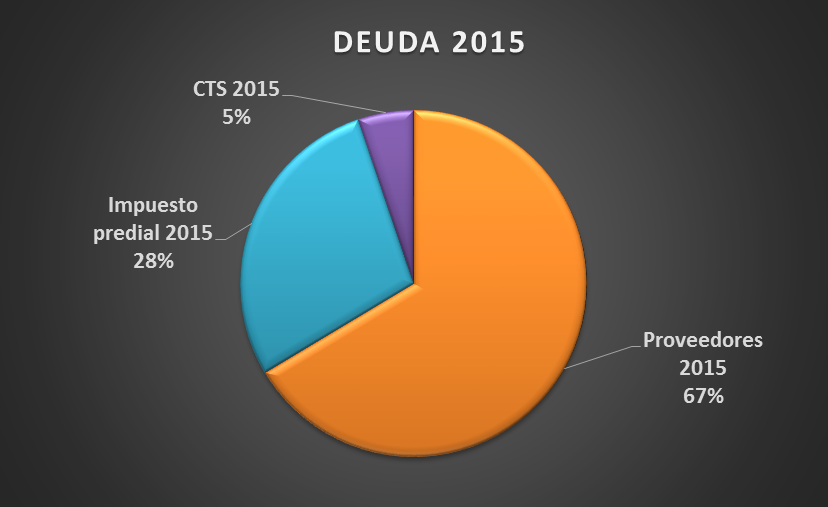 DEUDA 2015
CTS 2015
5%
Impuesto
predial 2015
28%
Proveedores
2015
67%